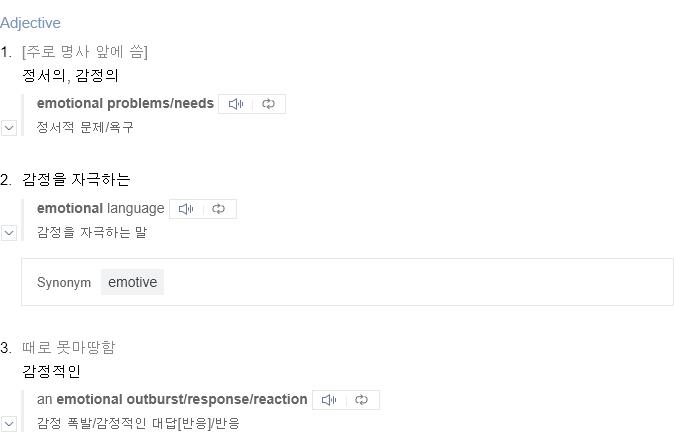 Adjective
1. [주로 명사 앞에 씀]
정서의, 감정의
emotional problems/needs
정서적 문제/욕구
2. 감정을 자극하는
emotional language
감정을 자극하는 말
Synonym emotive
3. 때로 못마땅함
감정적인
an emotional outburst/response/reaction
감정 폭발/감정적인 대답[반응]/반응